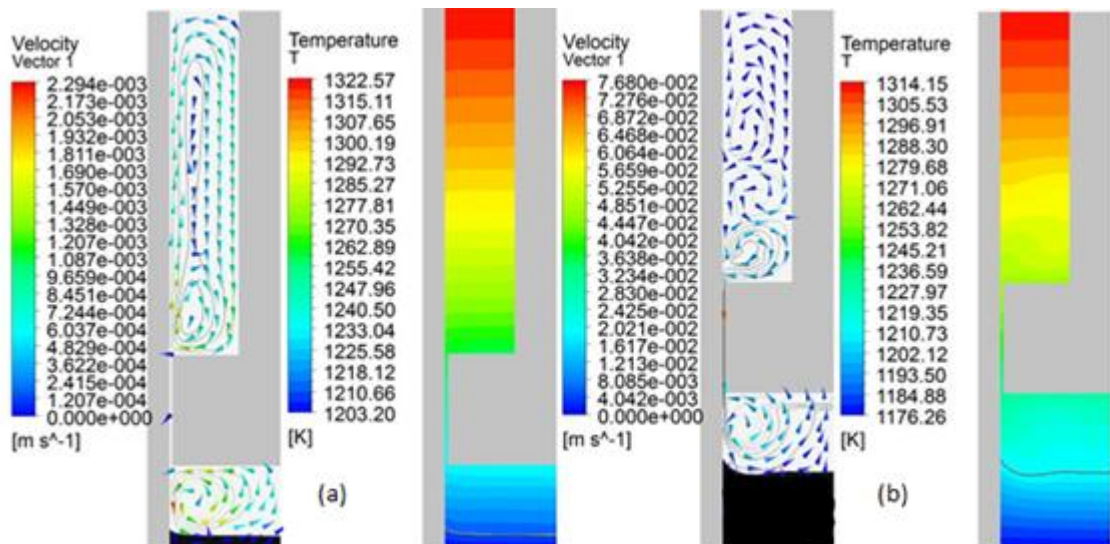 Velocity
Vector 1
2.294e-003
2.173e-003
2.053e-003
1.932e-003
1.811e-003
1.690e-003
1.570e-003
1.449e-003
1.328e-003
1.207e-003
1.087e-003
9.659e-004
8.451e-004
7.244e-004
6.037e-004
4.829e-004
3.622e-004
2.415e-004
1.207e-004
0.000e+000
[m s^-1]
Temperature
T
1322.57
1315.11
1307.65
1300.19
1292.73
1285.27
1277.81
1270.35
1262.89
1255.42
1247.96
1240.50
1233.04
1225.58
1218.12
1210.66
1203.20
[K]
(a)
Velocity
Vector 1
7.680e-002
7.276e-002
6.872e-002
6.468e-002
6.064e-002
5.659e-002
5.255e-002
4.851e-002
4.447e-002
4.042e-002
3.638e-002
3.234e-002
2.830e-002
2.425e-002
2.021e-002
1.617e-002
1.213e-002
8.085e-003
4.042e-003
0.000e+000
[m s^-1]
Temperature
T
1314.15
1305.53
1296.91
1288.30
1279.68
1271.06
1262.44
1253.82
1245.21
1236.59
1227.97
1219.35
1210.73
1202.12
1193.50
1184.88
1176.26
[K]
(b)